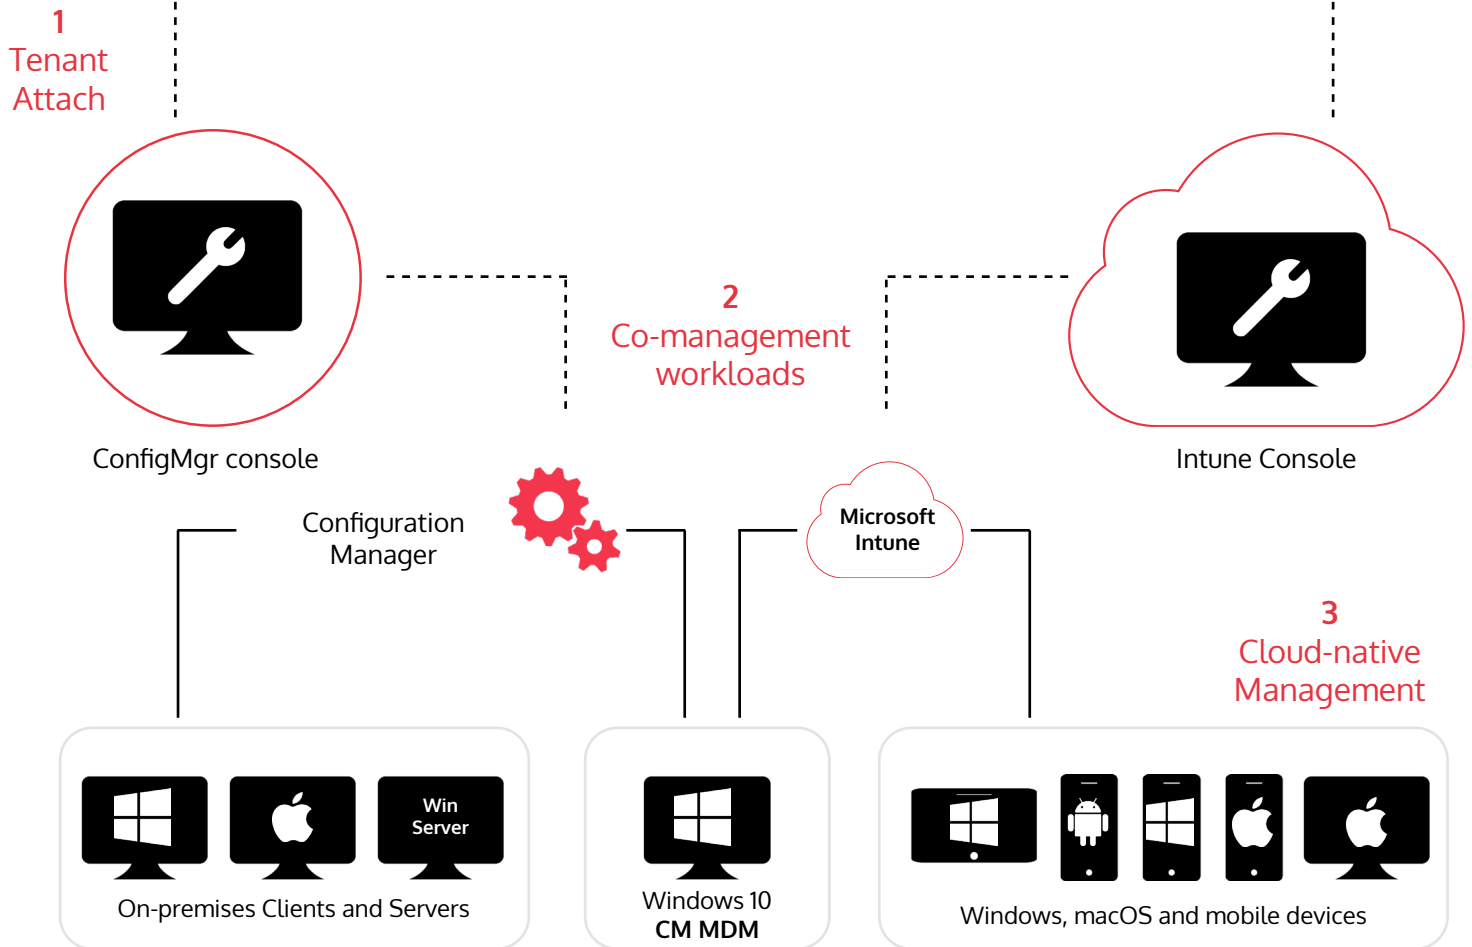 1
Tenant
Attach
2
Co-management
workloads
ConfigMgr console
Intune Console
Configuration
Manager
Microsoft
Intune
3
Cloud-native
Management
Win
Server
On-premises Clients and Servers
Windows 10
CM MDM
Windows, macOS and mobile devices